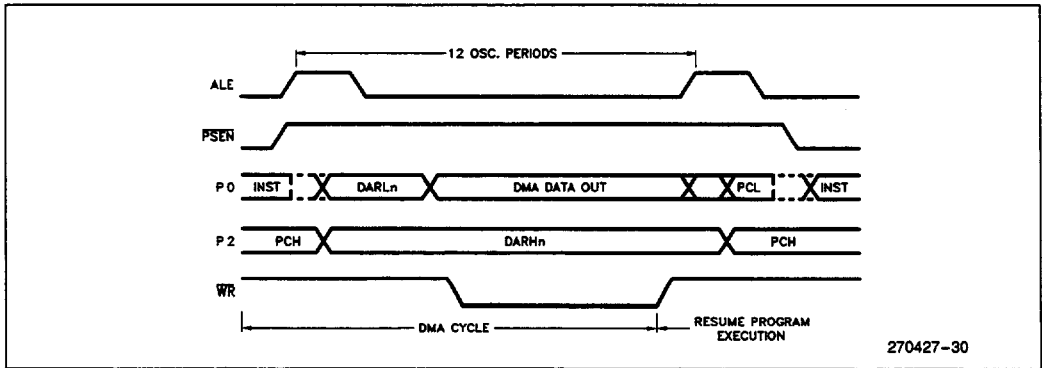 12 OSC. PERIODS
ALE
PSEN
P0 INST DARLn DMA DATA OUT PCL INST
P2 PCH DARHn PCH
WR
DMA CYCLE RESUME PROGRAM
EXECUTION
270427-30